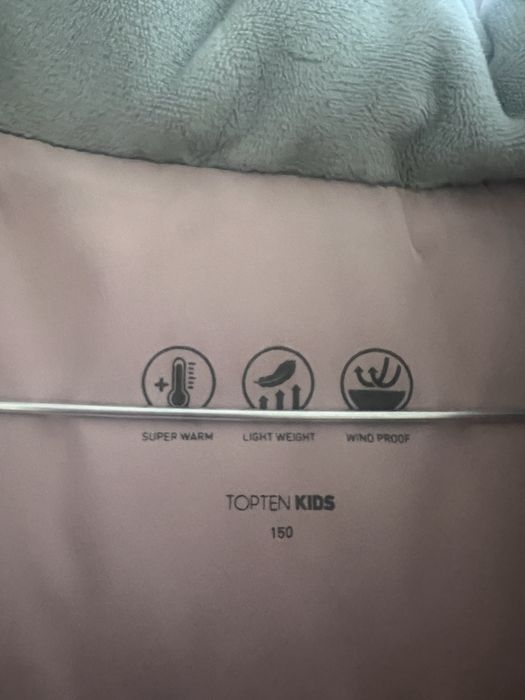 SUPER WARM LIGHT WEIGHT WIND PROOF
TOPTEN KIDS
150